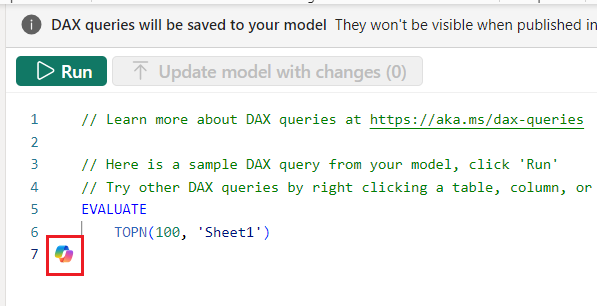 DAX queries will be saved to your model They won't be visible when published in
Run Update model with changes (0)
1 // Learn more about DAX queries at https://aka.ms/dax-queries
2
3 // Here is a sample DAX query from your model, click 'Run'
4 // Try other DAX queries by right clicking a table, column, or
5 EVALUATE
6 TOPN(100, 'Sheet1')
7